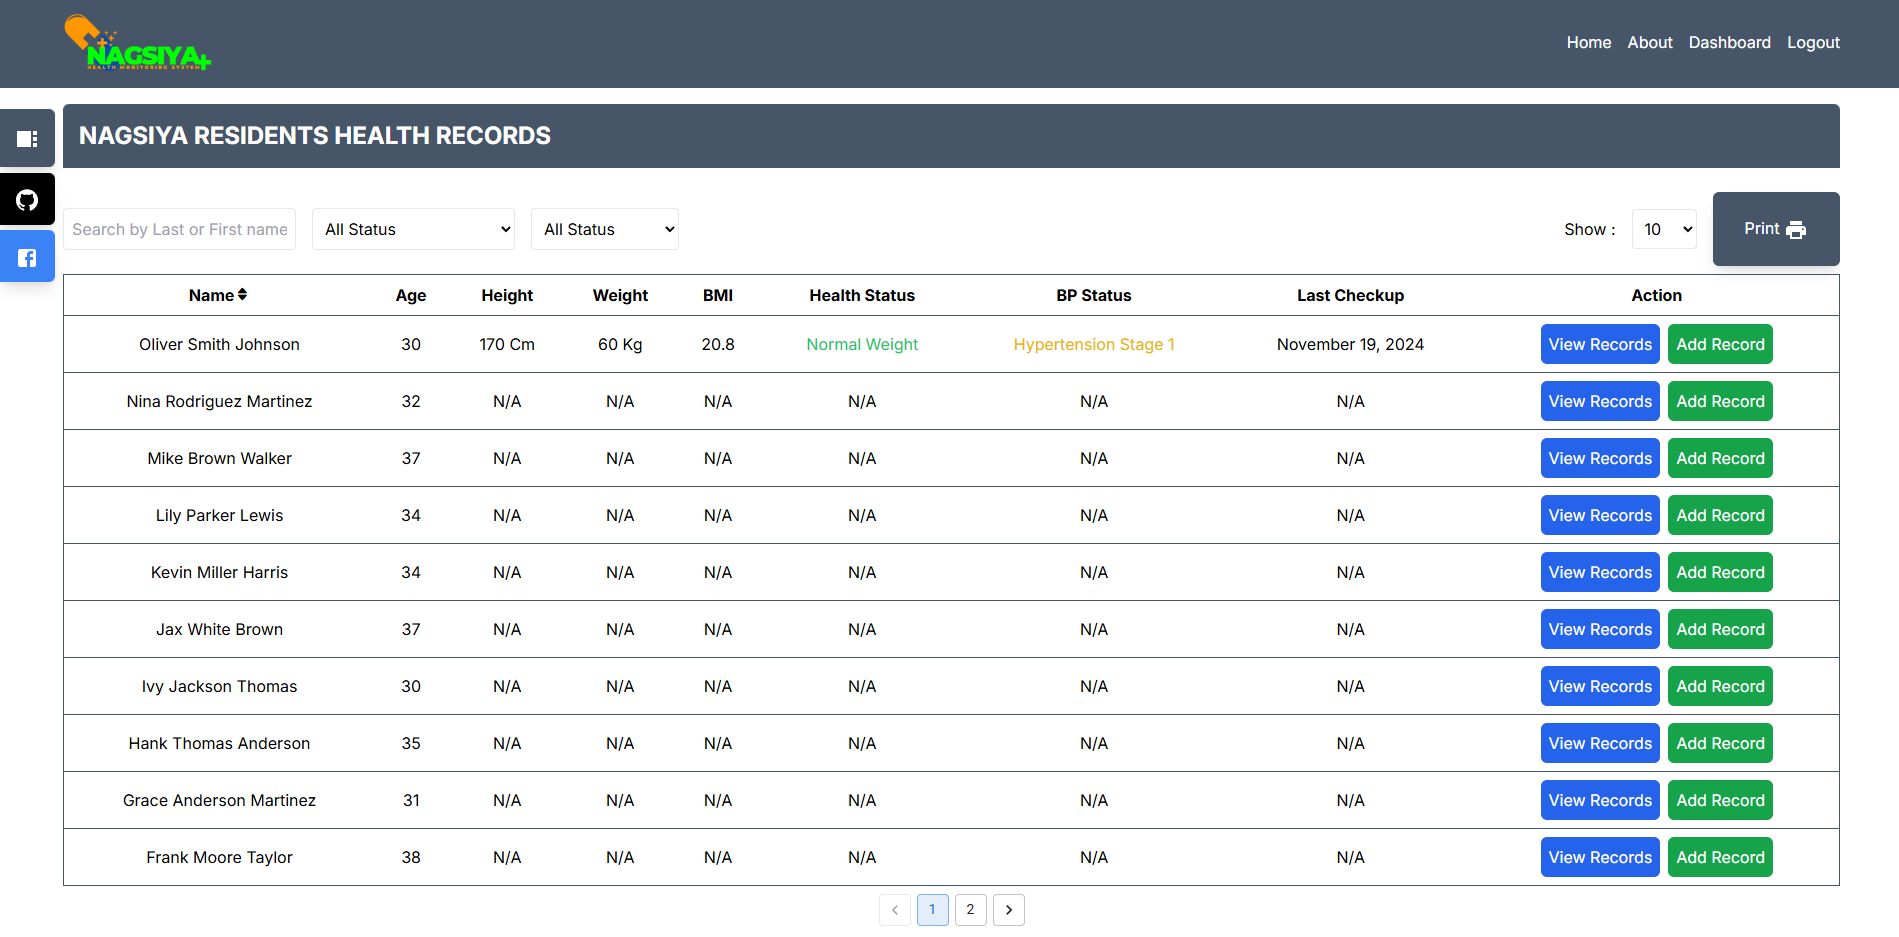 NAGSIYA+
HEALTH MONITORING SYSTEM
Home About Dashboard Logout
NAGSIYA RESIDENTS HEALTH RECORDS
Search by Last or First name All Status All Status Show : 10 Print
Name Age Height Weight BMI Health Status BP Status Last Checkup Action
Oliver Smith Johnson 30 170 Cm 60 Kg 20.8 Normal Weight Hypertension Stage 1 November 19, 2024 View Records Add Record
Nina Rodriguez Martinez 32 N/A N/A N/A N/A N/A N/A View Records Add Record
Mike Brown Walker 37 N/A N/A N/A N/A N/A N/A View Records Add Record
Lily Parker Lewis 34 N/A N/A N/A N/A N/A N/A View Records Add Record
Kevin Miller Harris 34 N/A N/A N/A N/A N/A N/A View Records Add Record
Jax White Brown 37 N/A N/A N/A N/A N/A N/A View Records Add Record
Ivy Jackson Thomas 30 N/A N/A N/A N/A N/A N/A View Records Add Record
Hank Thomas Anderson 35 N/A N/A N/A N/A N/A N/A View Records Add Record
Grace Anderson Martinez 31 N/A N/A N/A N/A N/A N/A View Records Add Record
Frank Moore Taylor 38 N/A N/A N/A N/A N/A N/A View Records Add Record
1 2